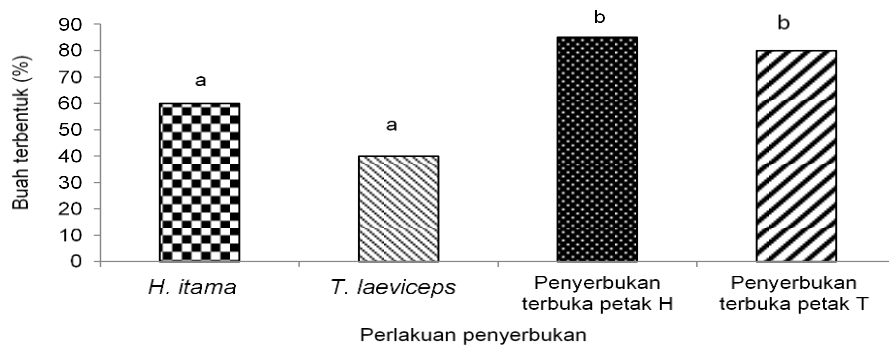 Buah terbentuk (%)
90
80
70
60
50
40
30
20
10
0
a
a
b
b
H. itama
T. laeviceps
Penyerbukan
terbuka petak H
Penyerbukan
terbuka petak T
Perlakuan penyerbukan